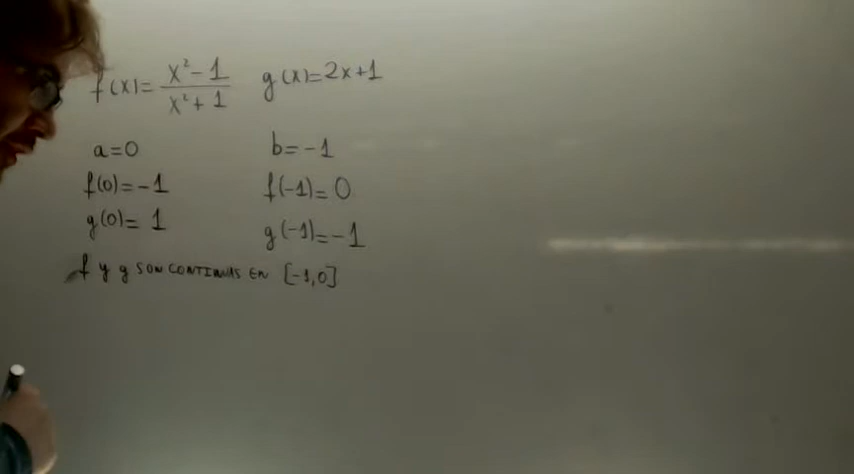 f(x)= x²-1 / x²+1 g(x)=2x+1
a=0 b=-1
f(0)=-1 f(-1)=0
g(0)=1 g(-1)=-1
f y g SON CONTINUAS EN [-1,0]